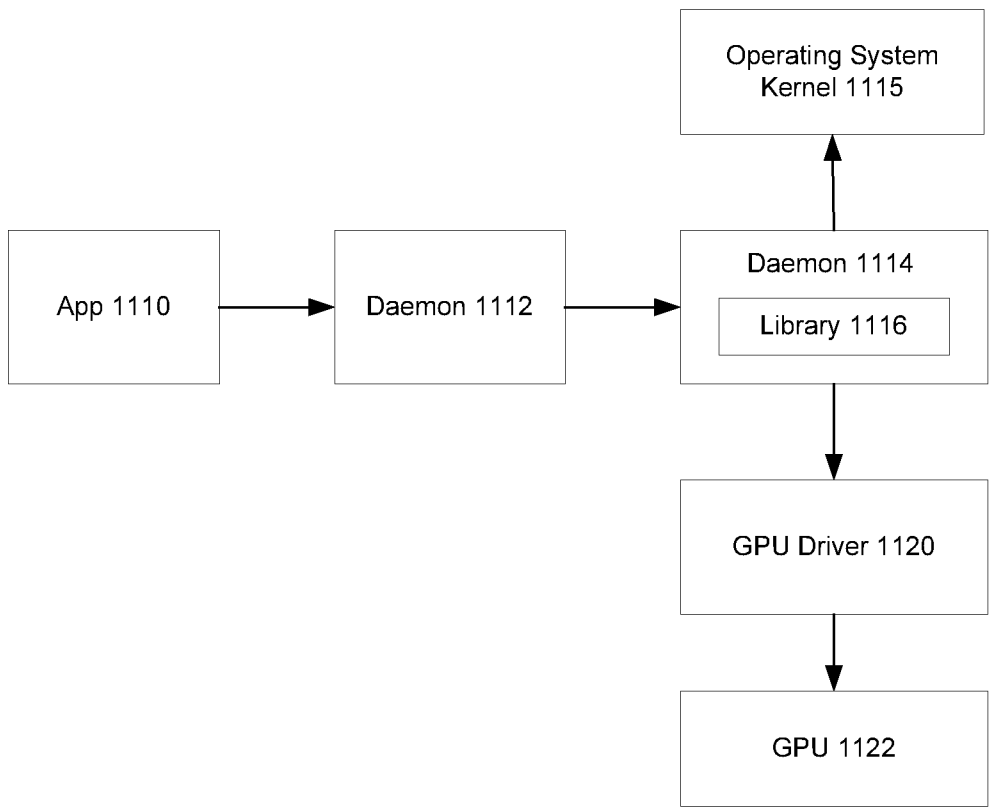 Operating System
Kernel 1115
App 1110
Daemon 1112
Daemon 1114
Library 1116
GPU Driver 1120
GPU 1122